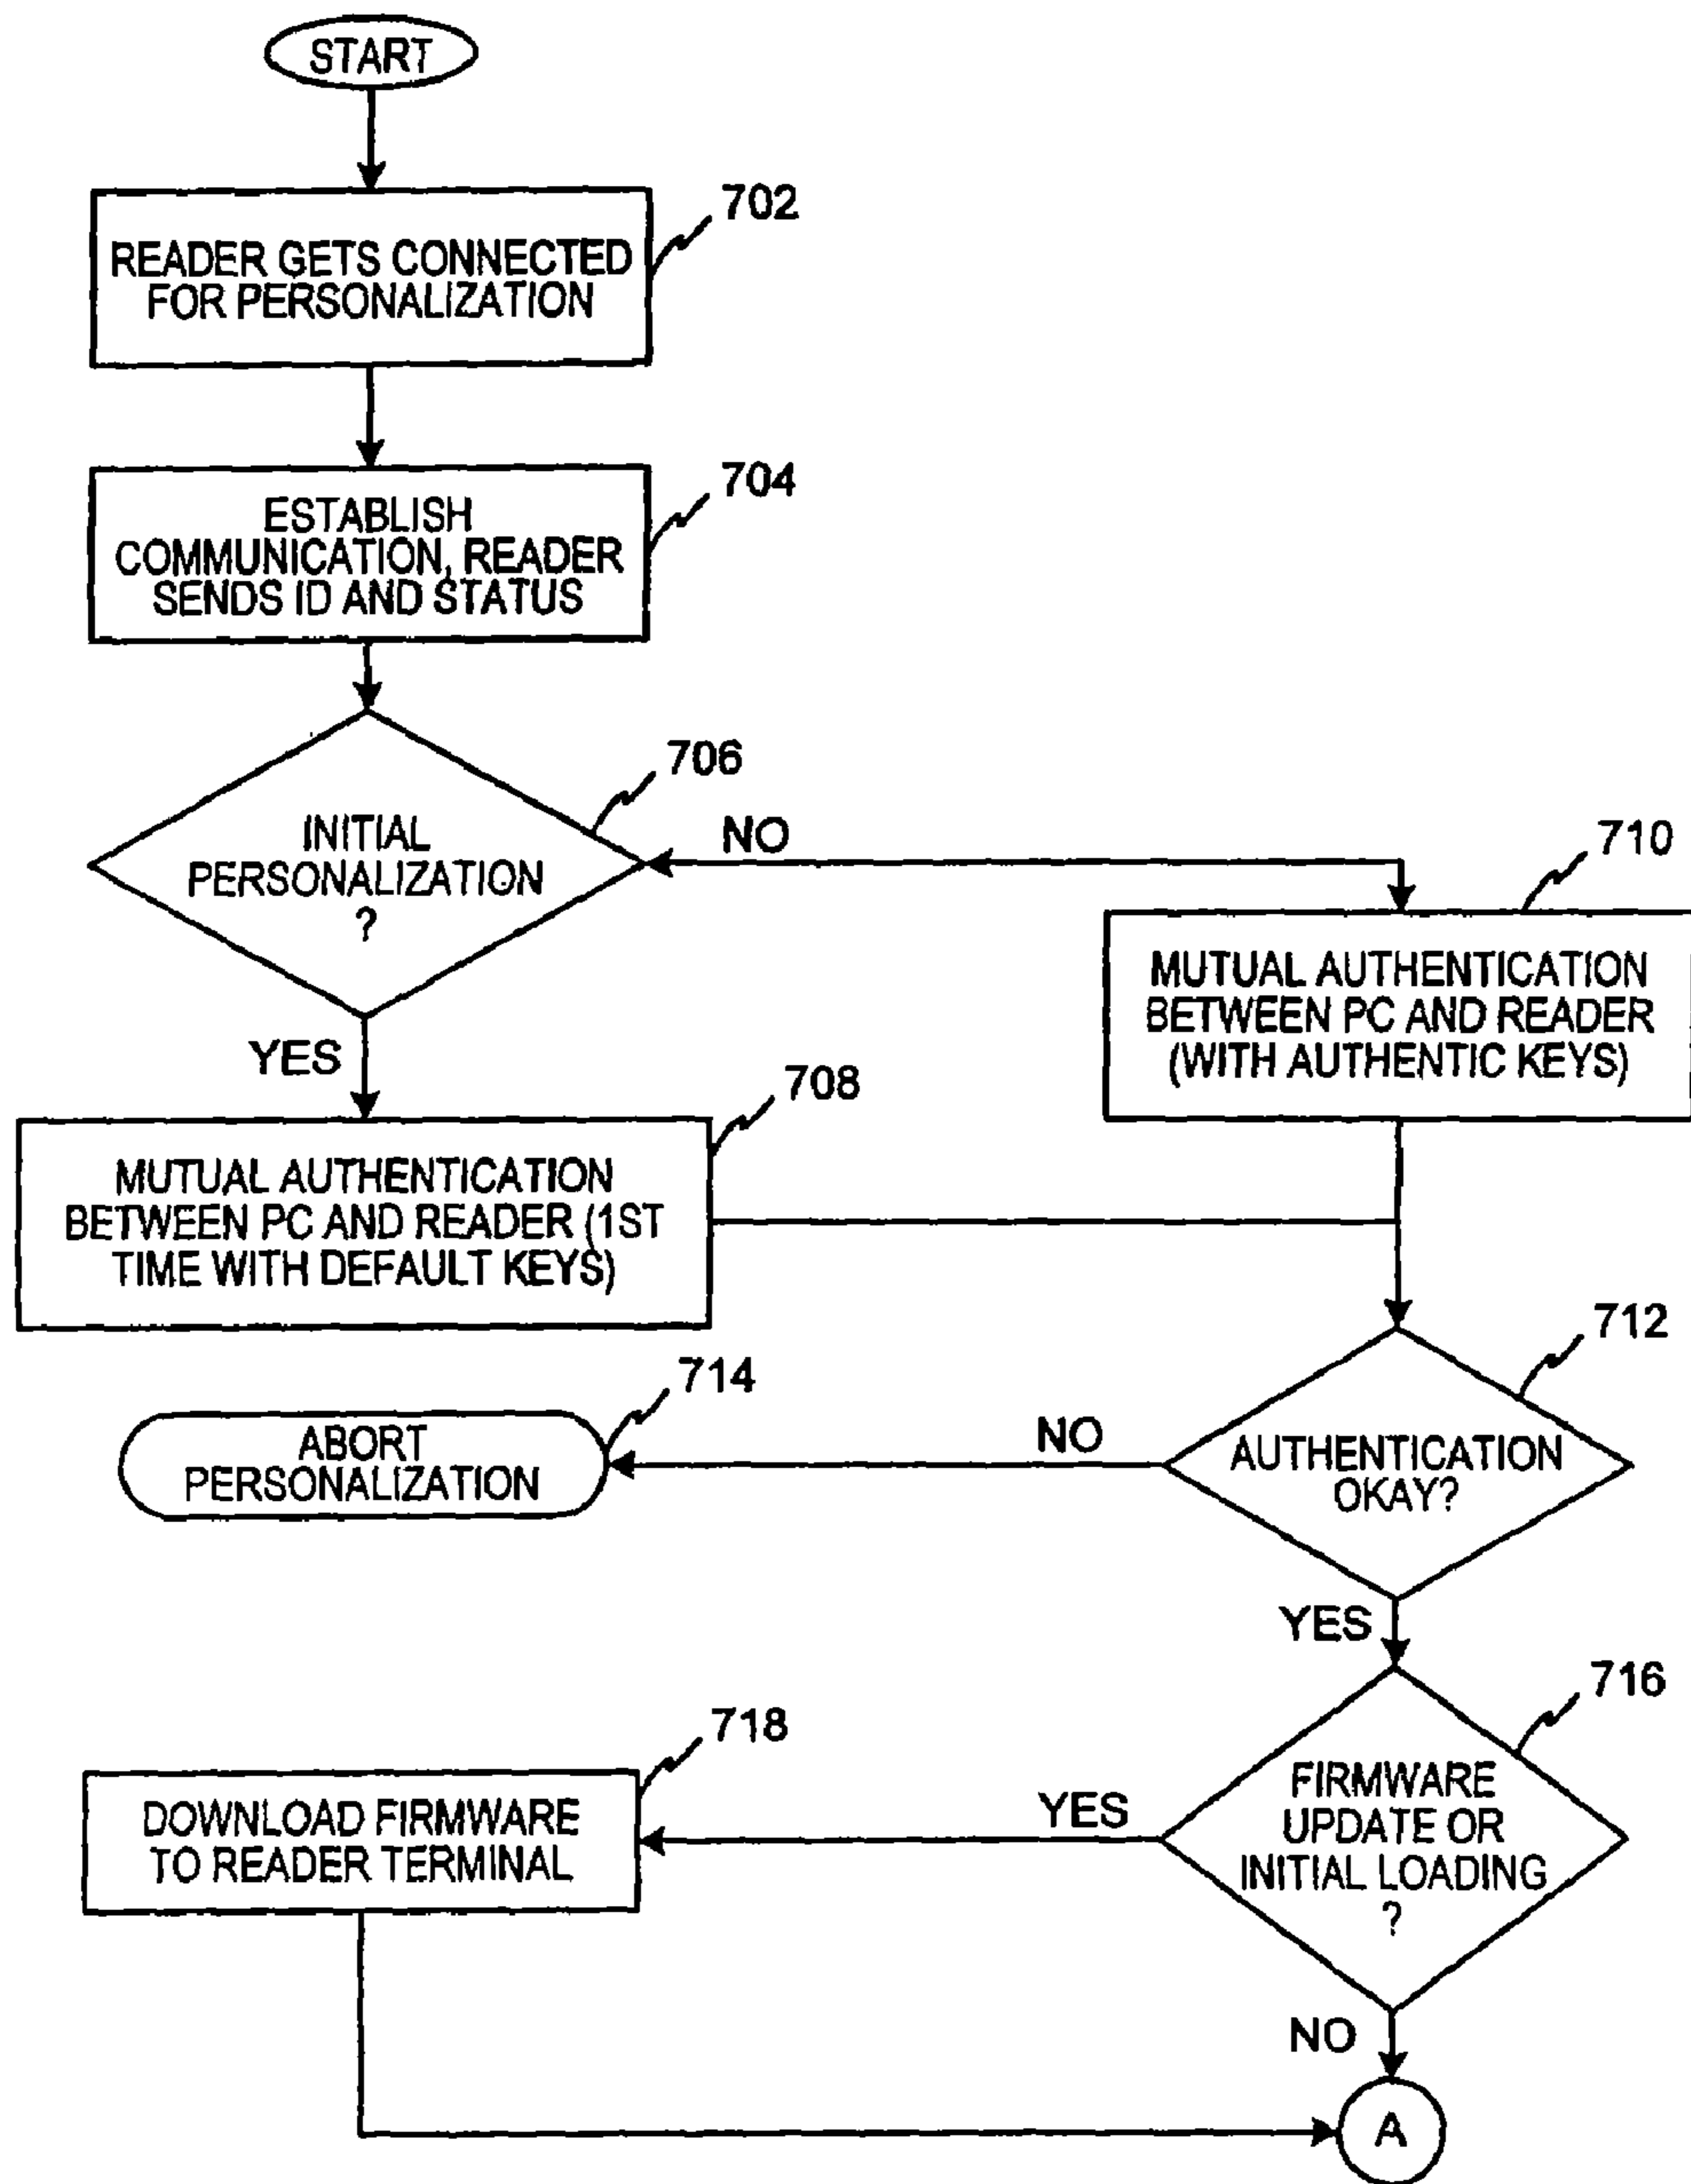 START
702
READER GETS CONNECTED
FOR PERSONALIZATION
704
ESTABLISH
COMMUNICATION, READER
SENDS ID AND STATUS
706
INITIAL
PERSONALIZATION
?
NO
710
MUTUAL AUTHENTICATION
BETWEEN PC AND READER
(WITH AUTHENTIC KEYS)
YES
708
MUTUAL AUTHENTICATION
BETWEEN PC AND READER (1ST
TIME WITH DEFAULT KEYS)
712
AUTHENTICATION
OKAY?
NO
714
ABORT
PERSONALIZATION
YES
716
FIRMWARE
UPDATE OR
INITIAL LOADING
?
YES
718
DOWNLOAD FIRMWARE
TO READER TERMINAL
NO
A